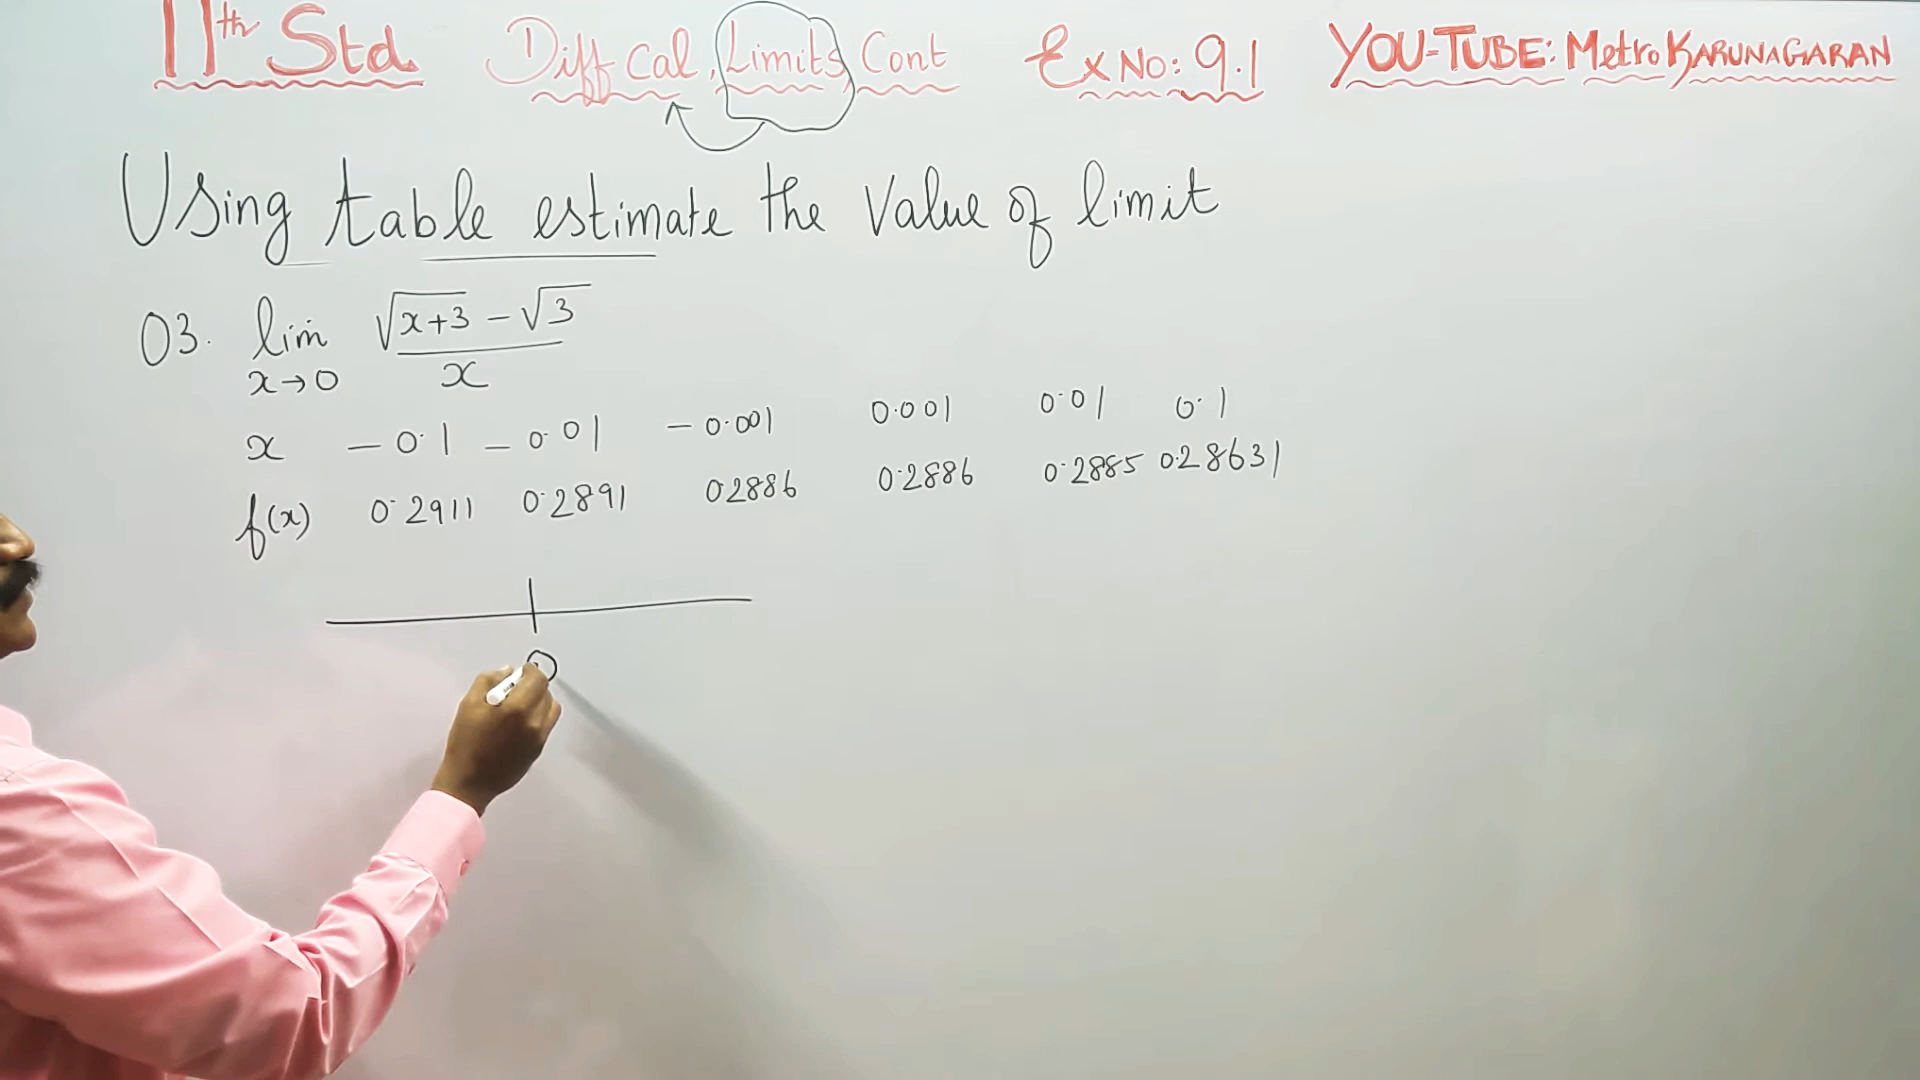 11th Std. Diff Cal, Limits, Cont Ex No: 9.1 YOU-TUBE: Metro KARUNAGARAN
Using table estimate the Value of limit
03. lim x→0 √x+3 - √3 / x
x -0.1 -0.01 -0.001 0.001 0.01 0.1
f(x) 0.2911 0.2891 02886 0.2886 0.2885 0.28631
0